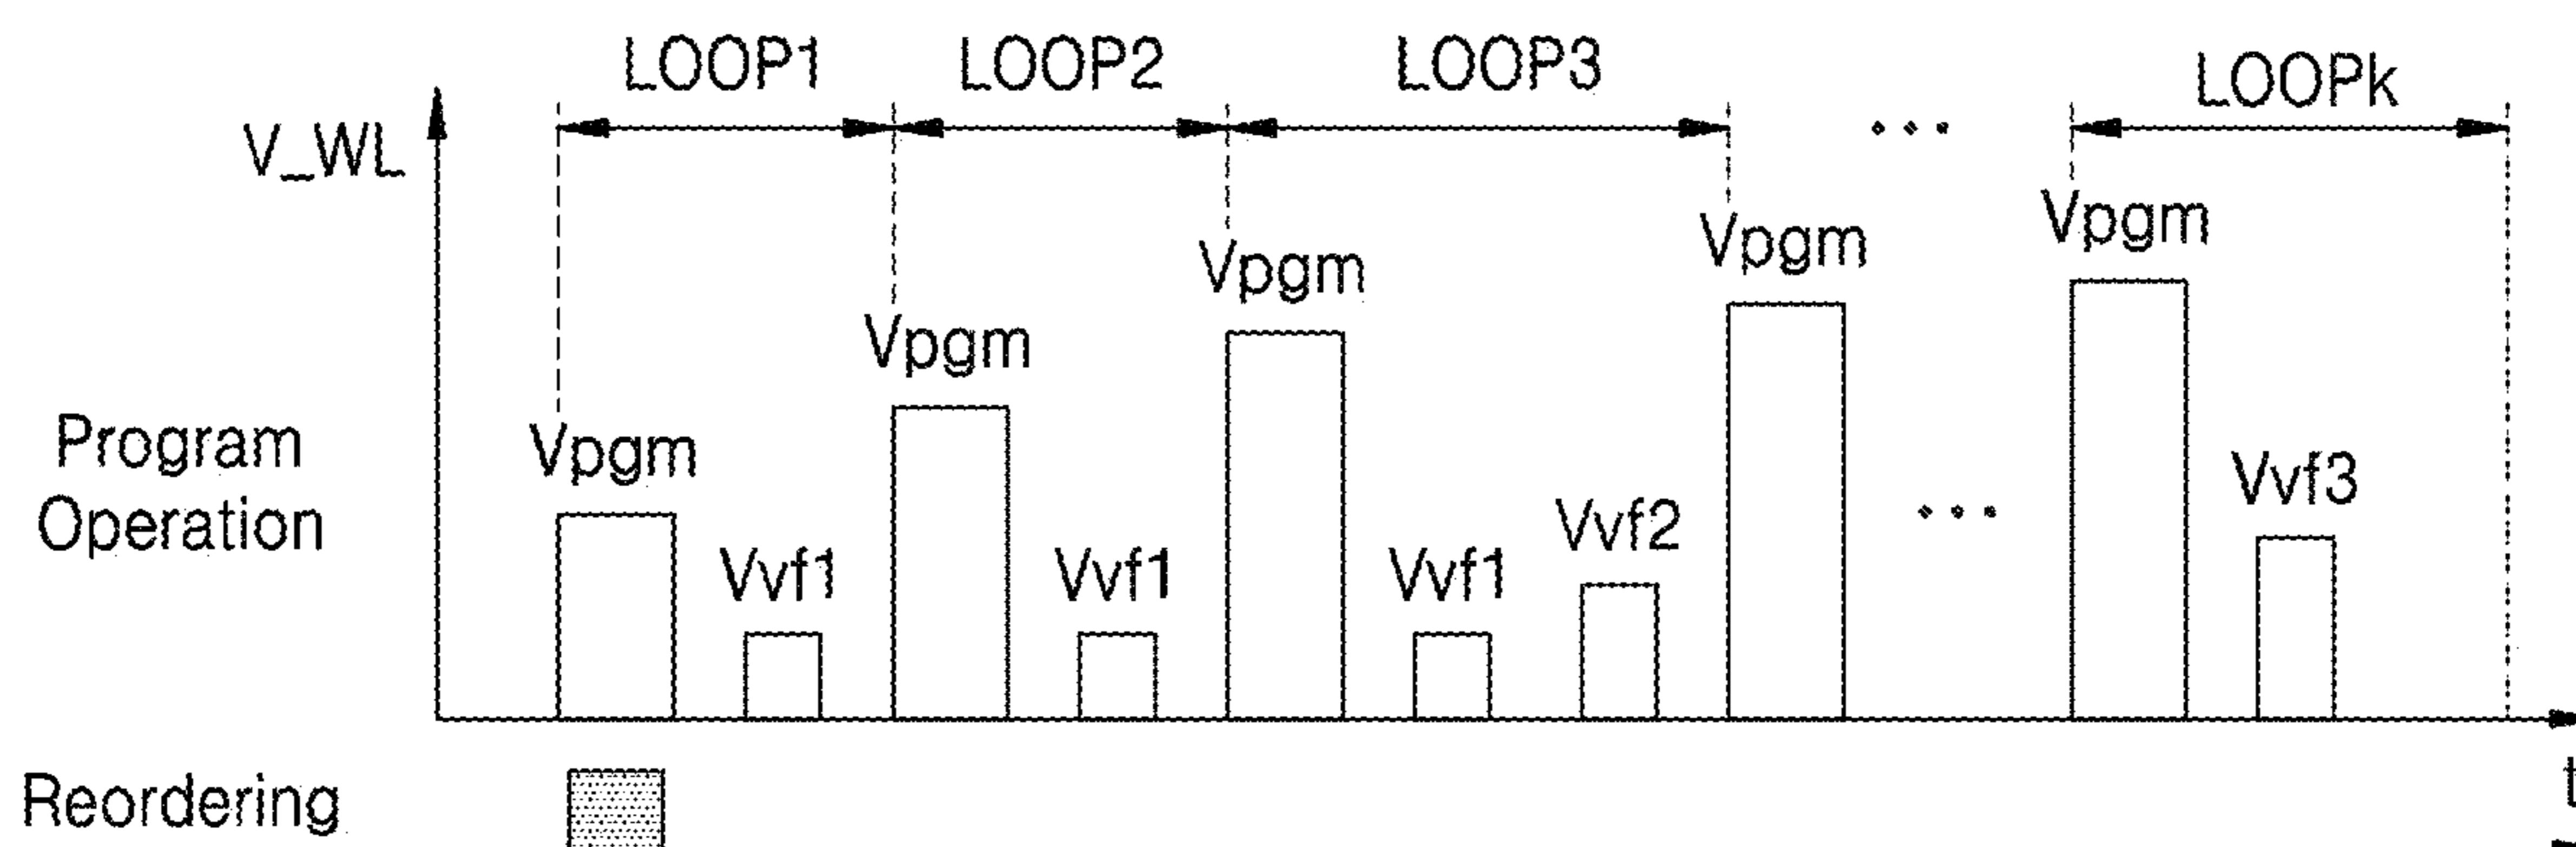 LOOP1 LOOP2 LOOP3 LOOPk
V_WL
...
Vpgm
Vpgm
Vpgm
Vpgm
Vpgm
Program
Operation
Vvf1
Vvf1
Vvf1
Vvf2
...
Vvf3
t
Reordering